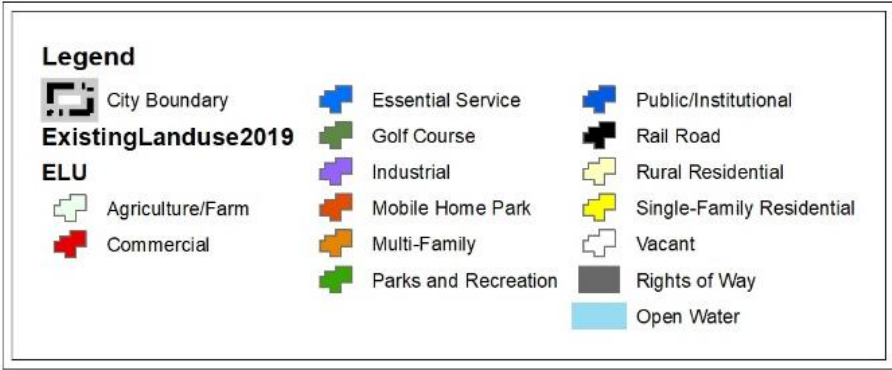 Legend
City Boundary
ExistingLanduse2019
ELU
Agriculture/Farm
Commercial
Essential Service
Golf Course
Industrial
Mobile Home Park
Multi-Family
Parks and Recreation
Public/Institutional
Rail Road
Rural Residential
Single-Family Residential
Vacant
Rights of Way
Open Water